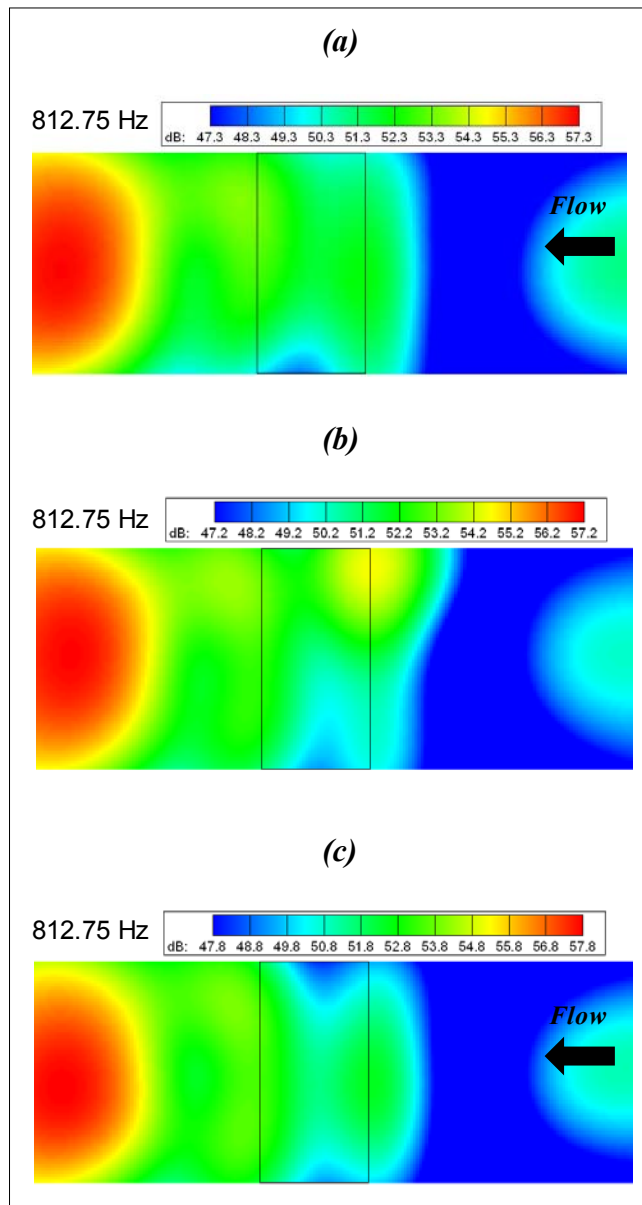 (a)
812.75 Hz
dB: 47.3 48.3 49.3 50.3 51.3 52.3 53.3 54.3 55.3 56.3 57.3
Flow
(b)
812.75 Hz
dB: 47.2 48.2 49.2 50.2 51.2 52.2 53.2 54.2 55.2 56.2 57.2
(c)
812.75 Hz
dB: 47.8 48.8 49.8 50.8 51.8 52.8 53.8 54.8 55.8 56.8 57.8
Flow